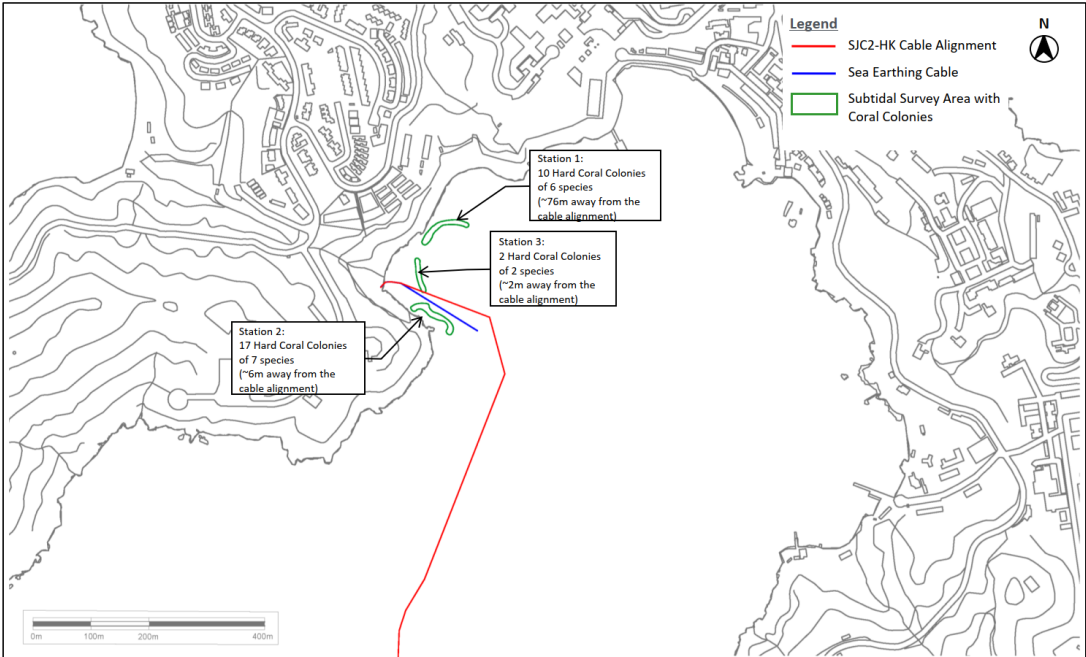 Legend
N
SJC2-HK Cable Alignment
Sea Earthing Cable
Subtidal Survey Area with
Coral Colonies
Station 1:
10 Hard Coral Colonies
of 6 species
(~76m away from the
cable alignment)
Station 3:
2 Hard Coral Colonies
of 2 species
(~2m away from the
cable alignment)
Station 2:
17 Hard Coral Colonies
of 7 species
(~6m away from the
cable alignment)
0m 100m 200m 400m